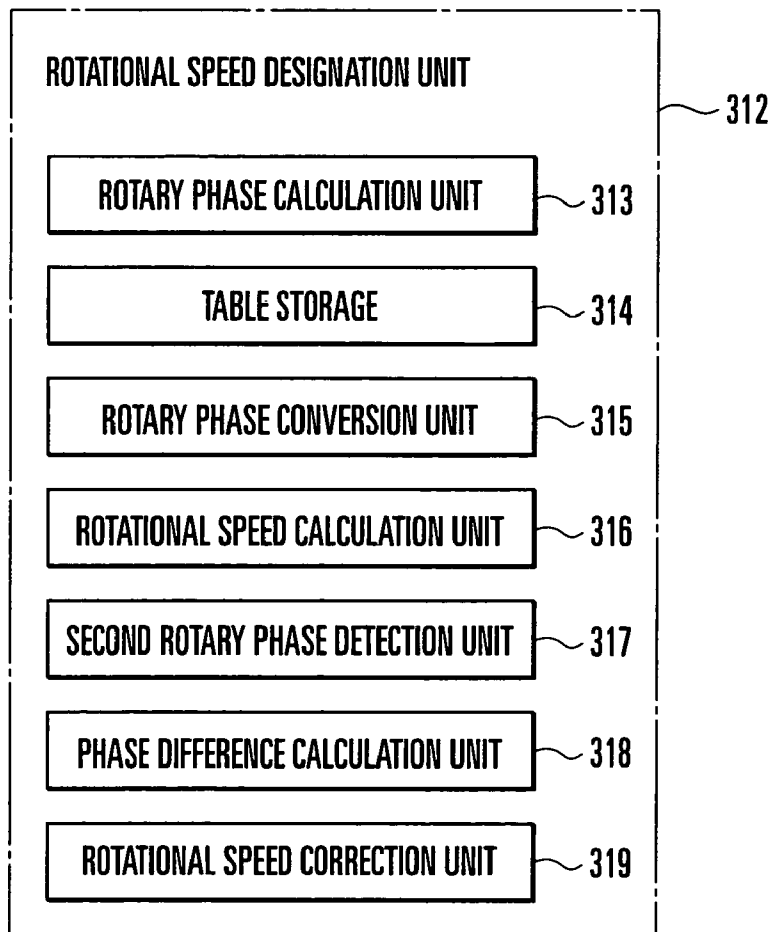 ROTATIONAL SPEED DESIGNATION UNIT
312
ROTARY PHASE CALCULATION UNIT 313
TABLE STORAGE 314
ROTARY PHASE CONVERSION UNIT 315
ROTATIONAL SPEED CALCULATION UNIT 316
SECOND ROTARY PHASE DETECTION UNIT 317
PHASE DIFFERENCE CALCULATION UNIT 318
ROTATIONAL SPEED CORRECTION UNIT 319